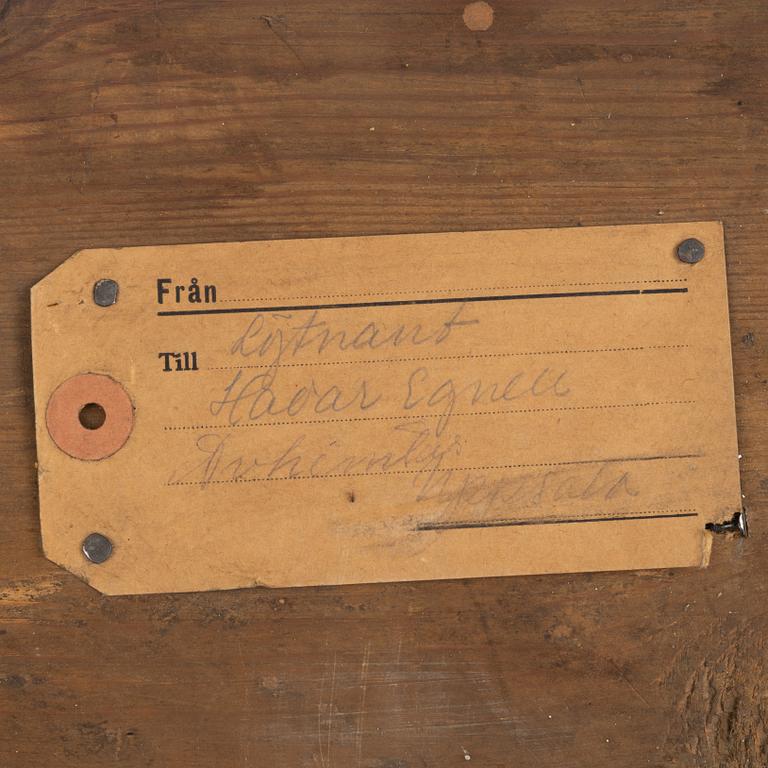 Från
Till Löjtnant
Hadar Egnell
Uppsala